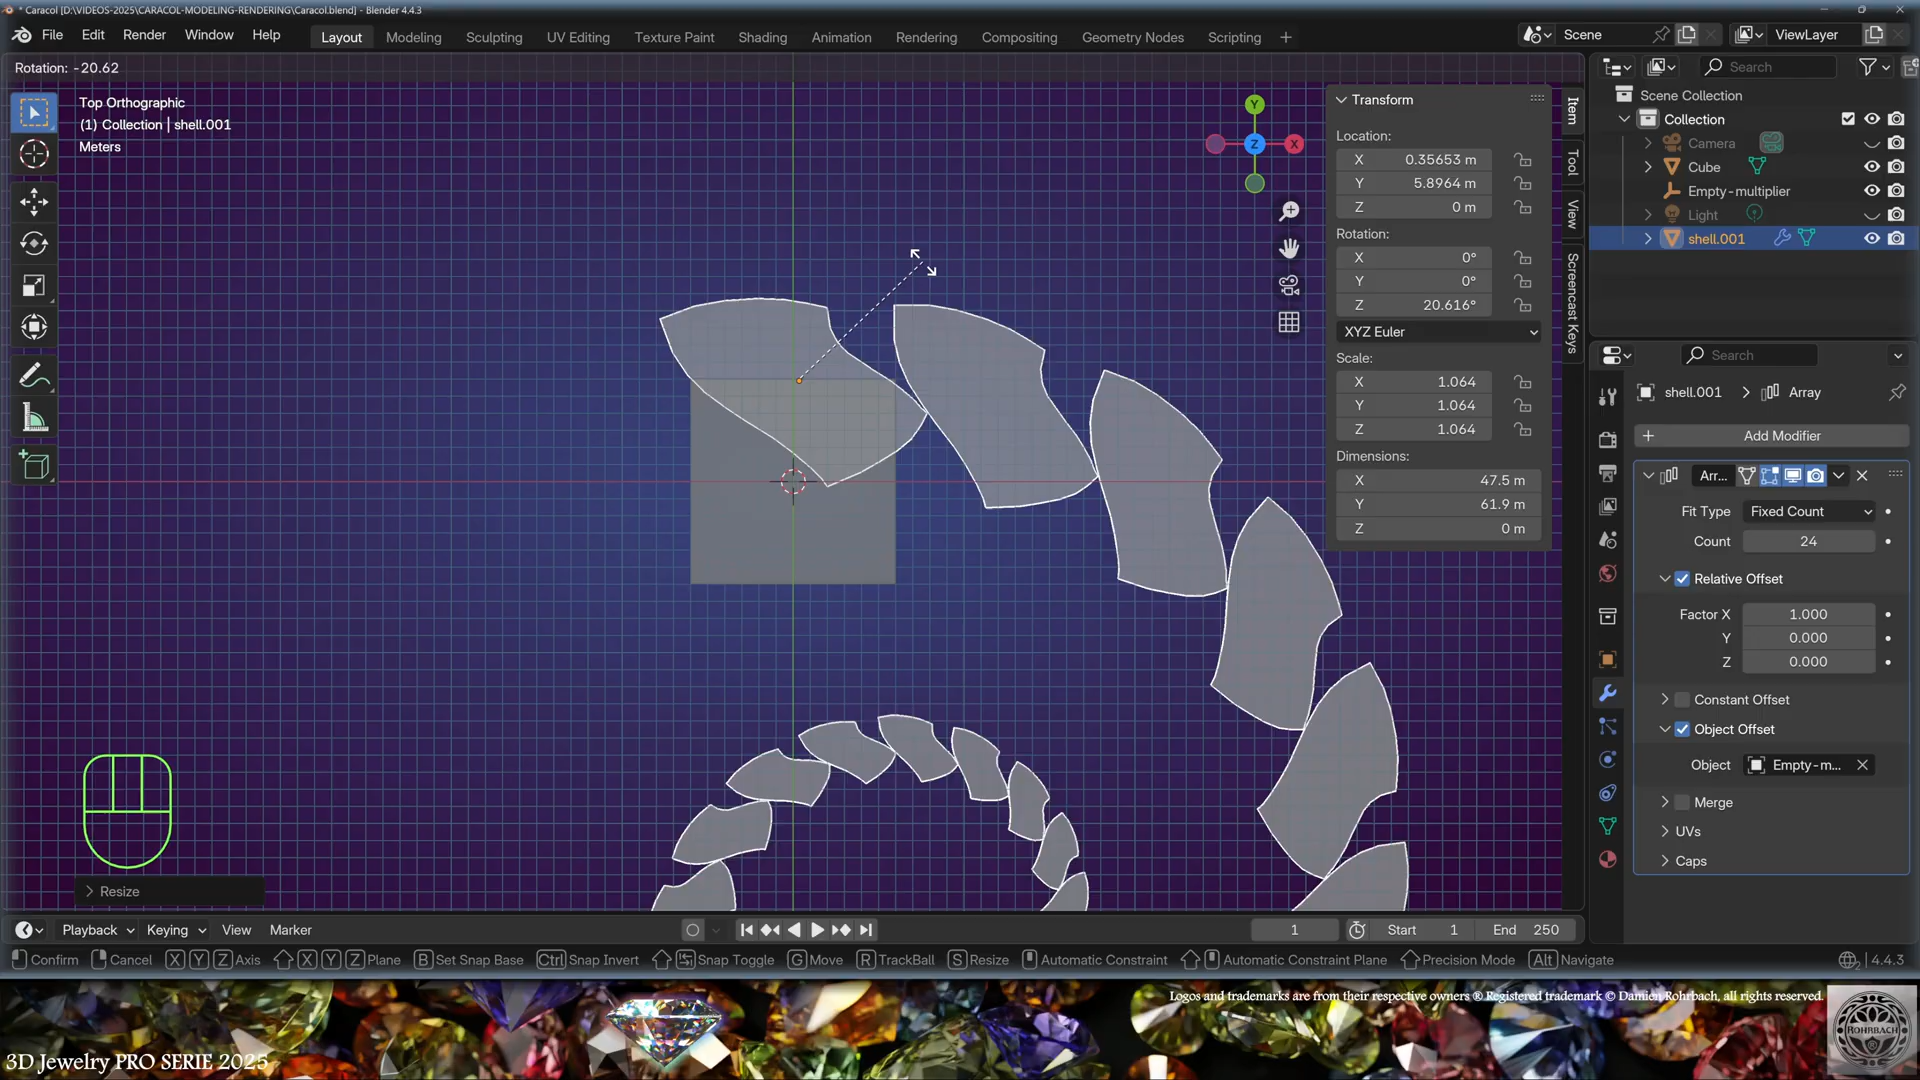 * Caracol [D:\VIDEOS-2025\CARACOL-MODELING-RENDERING\Caracol.blend] - Blender 4.4.3
File Edit Render Window Help
Layout Modeling Sculpting UV Editing Texture Paint Shading Animation Rendering Compositing Geometry Nodes Scripting +
Scene
ViewLayer
Rotation: -20.62
Top Orthographic
(1) Collection | shell.001
Meters
Y
Z
X
Transform
Location:
X 0.35653 m
Y 5.8964 m
Z 0 m
Rotation:
X 0°
Y 0°
Z 20.616°
XYZ Euler
Scale:
X 1.064
Y 1.064
Z 1.064
Dimensions:
X 47.5 m
Y 61.9 m
Z 0 m
Item
Tool
View
Screencast Keys
Search
Scene Collection
Collection
Camera
Cube
Empty-multiplier
Light
shell.001
Search
shell.001 > Array
+ Add Modifier
Arr...
Fit Type Fixed Count
Count 24
Relative Offset
Factor X 1.000
Y 0.000
Z 0.000
Constant Offset
Object Offset
Object Empty-m...
Merge
UVs
Caps
Resize
Playback Keying View Marker
1
Start 1
End 250
Confirm Cancel X Y Z Axis X Y Z Plane B Set Snap Base Ctrl Snap Invert Snap Toggle G Move R TrackBall S Resize Automatic Constraint Automatic Constraint Plane Precision Mode Alt Navigate
2 4.4.3
Logos and trademarks are from their respective owners ® Registered trademark © Damien Rohrbach, all rights reserved.
3D Jewelry PRO SERIE 2025
ROHRBACH
®